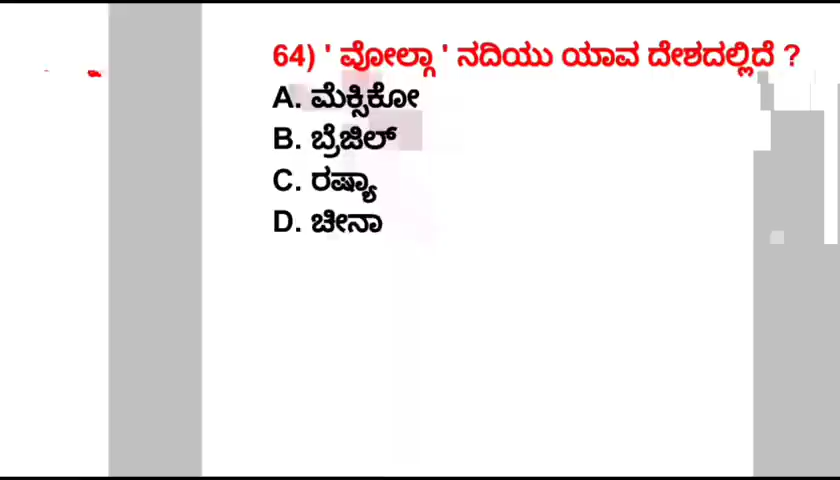 64) ' ವೋಲ್ಗಾ ' ನದಿಯು ಯಾವ ದೇಶದಲ್ಲಿದೆ ?
A. ಮೆಕ್ಸಿಕೋ
B. ಬ್ರೆಜಿಲ್
C. ರಷ್ಯಾ
D. ಚೀನಾ